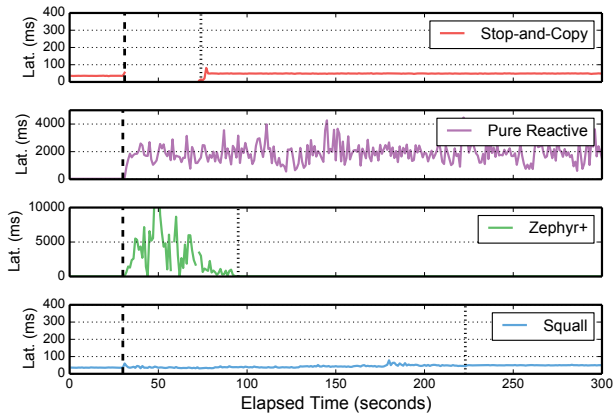 400
300
200
100
0
Lat. (ms)
Stop-and-Copy
4000
2000
0
Lat. (ms)
Pure Reactive
10000
5000
0
Lat. (ms)
Zephyr+
400
300
200
100
0
Lat. (ms)
Squall
0 50 100 150 200 250 300
Elapsed Time (seconds)